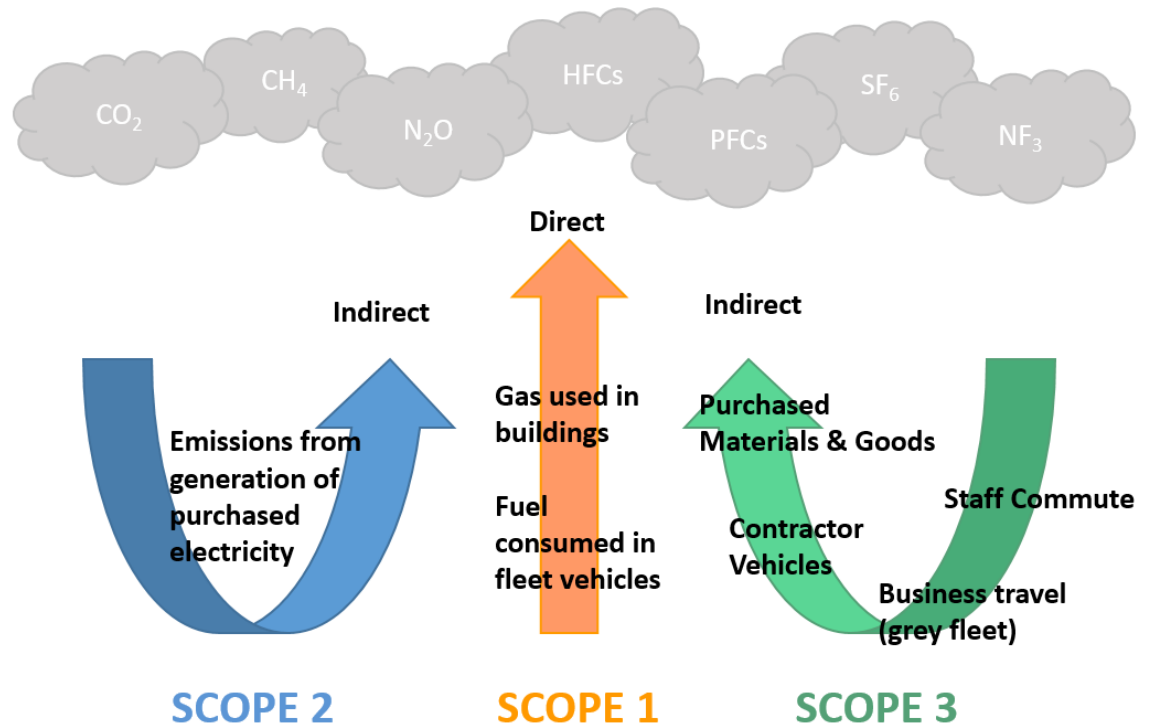 CO₂
CH₄
N₂O
HFCs
PFCs
SF₆
NF₃
Direct
Indirect
Indirect
Emissions from
generation of
purchased
electricity
Gas used in
buildings
Fuel
consumed in
fleet vehicles
Purchased
Materials & Goods
Staff Commute
Contractor
Vehicles
Business travel
(grey fleet)
SCOPE 2
SCOPE 1
SCOPE 3